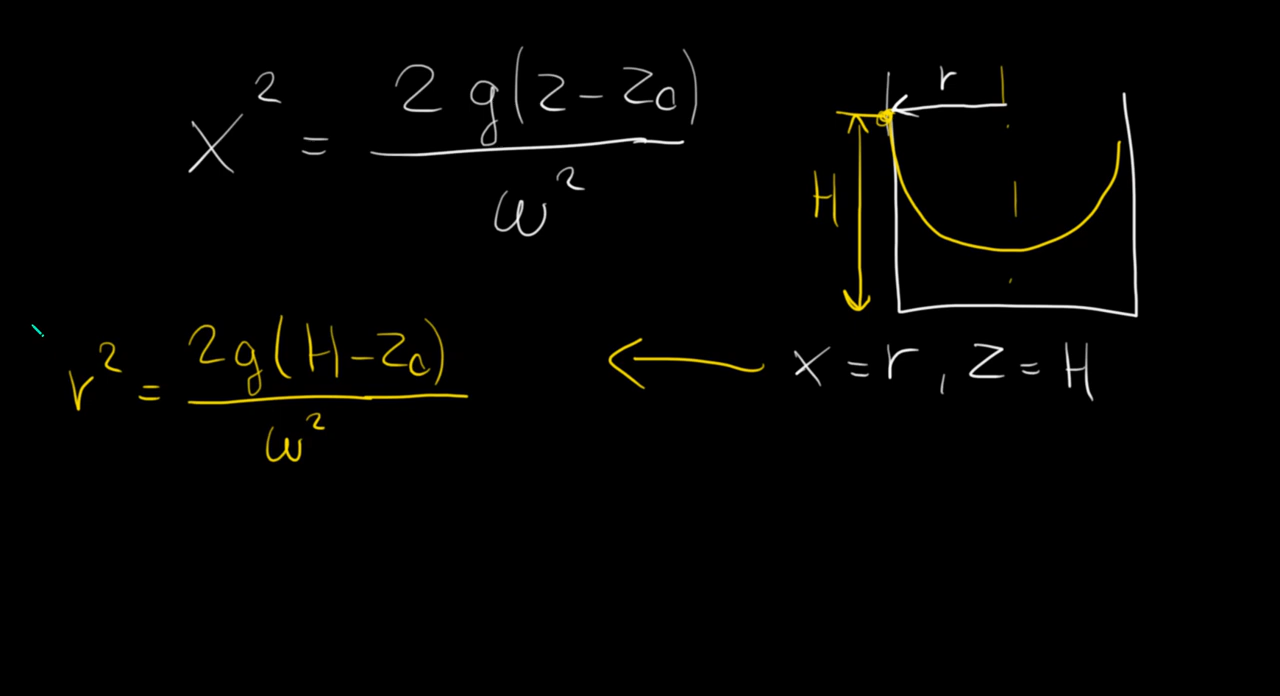 x² = 2g(z-z₀) / ω²
r
H
r² = 2g(H-z₀) / ω²
x = r, z = H